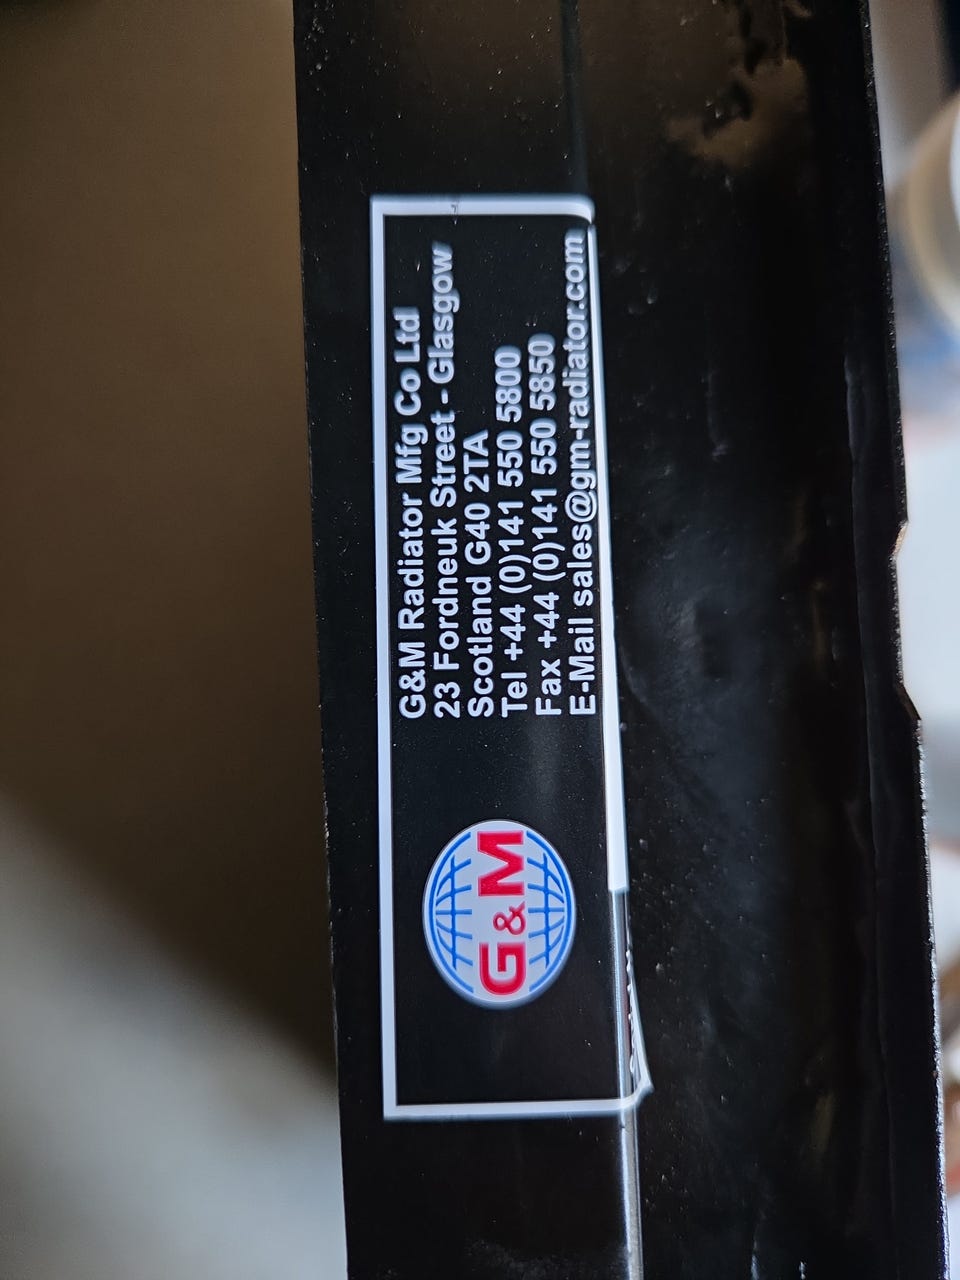 G&M
G&M Radiator Mfg Co Ltd
23 Fordneuk Street - Glasgow
Scotland G40 2TA
Tel +44 (0)141 550 5800
Fax +44 (0)141 550 5850
E-Mail sales@gm-radiator.com